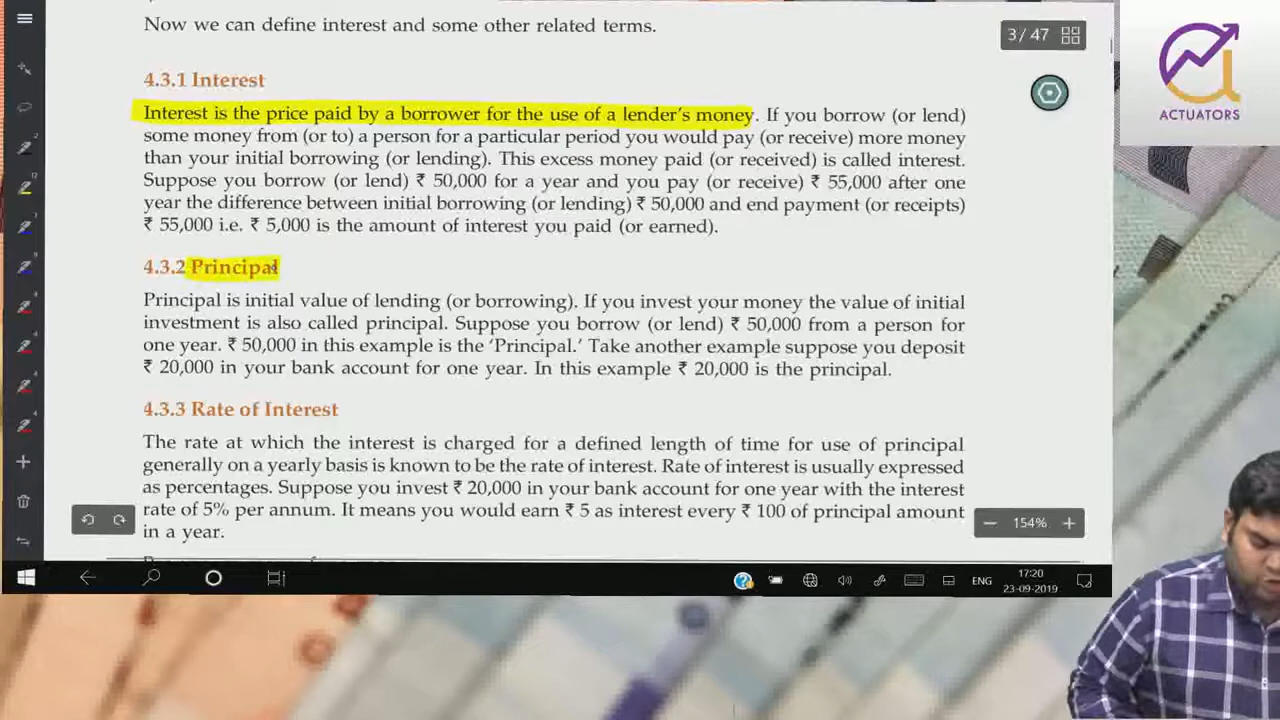 Now we can define interest and some other related terms.
3 / 47
4.3.1 Interest
Interest is the price paid by a borrower for the use of a lender's money. If you borrow (or lend)
some money from (or to) a person for a particular period you would pay (or receive) more money
than your initial borrowing (or lending). This excess money paid (or received) is called interest.
Suppose you borrow (or lend) ₹ 50,000 for a year and you pay (or receive) ₹ 55,000 after one
year the difference between initial borrowing (or lending) ₹ 50,000 and end payment (or receipts)
₹ 55,000 i.e. ₹ 5,000 is the amount of interest you paid (or earned).
4.3.2 Principal
Principal is initial value of lending (or borrowing). If you invest your money the value of initial
investment is also called principal. Suppose you borrow (or lend) ₹ 50,000 from a person for
one year. ₹ 50,000 in this example is the 'Principal.' Take another example suppose you deposit
₹ 20,000 in your bank account for one year. In this example ₹ 20,000 is the principal.
4.3.3 Rate of Interest
The rate at which the interest is charged for a defined length of time for use of principal
generally on a yearly basis is known to be the rate of interest. Rate of interest is usually expressed
as percentages. Suppose you invest ₹ 20,000 in your bank account for one year with the interest
rate of 5% per annum. It means you would earn ₹ 5 as interest every ₹ 100 of principal amount
in a year.
154%
ENG
17:20
23-09-2019
ACTUATORS